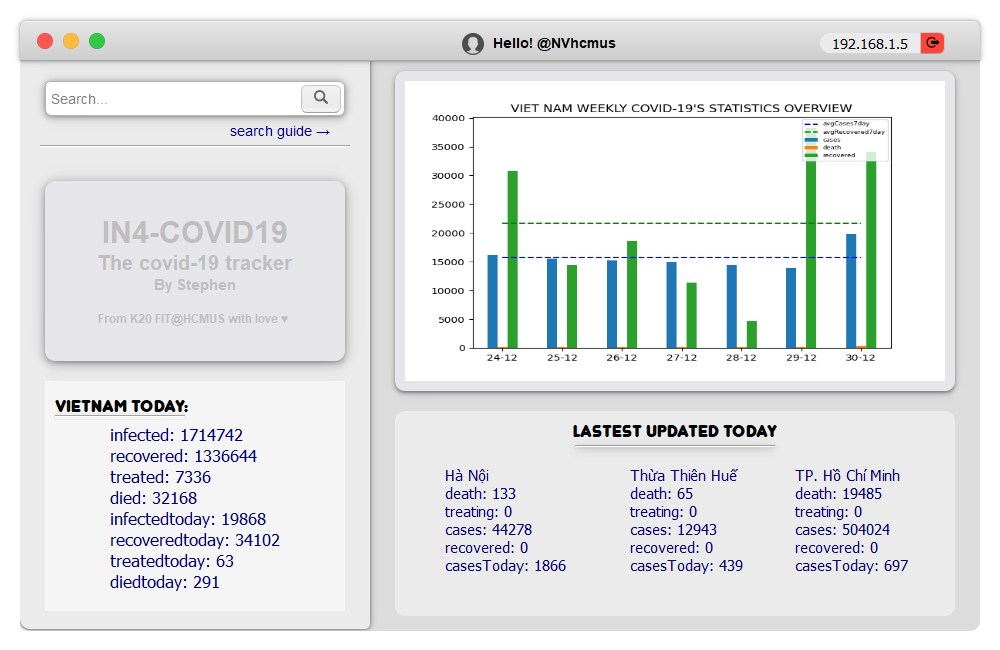 Hello! @NVhcmus
192.168.1.5
Search...
search guide →
IN4-COVID19
The covid-19 tracker
By Stephen
From K20 FIT@HCMUS with love ♥
VIETNAM TODAY:
infected: 1714742
recovered: 1336644
treated: 7336
died: 32168
infectedtoday: 19868
recoveredtoday: 34102
treatedtoday: 63
diedtoday: 291
VIET NAM WEEKLY COVID-19'S STATISTICS OVERVIEW
avgCases7day
avgRecovered7day
cases
death
recovered
40000
35000
30000
25000
20000
15000
10000
5000
0
24-12 25-12 26-12 27-12 28-12 29-12 30-12
LASTEST UPDATED TODAY
Hà Nội
death: 133
treating: 0
cases: 44278
recovered: 0
casesToday: 1866
Thừa Thiên Huế
death: 65
treating: 0
cases: 12943
recovered: 0
casesToday: 439
TP. Hồ Chí Minh
death: 19485
treating: 0
cases: 504024
recovered: 0
casesToday: 697